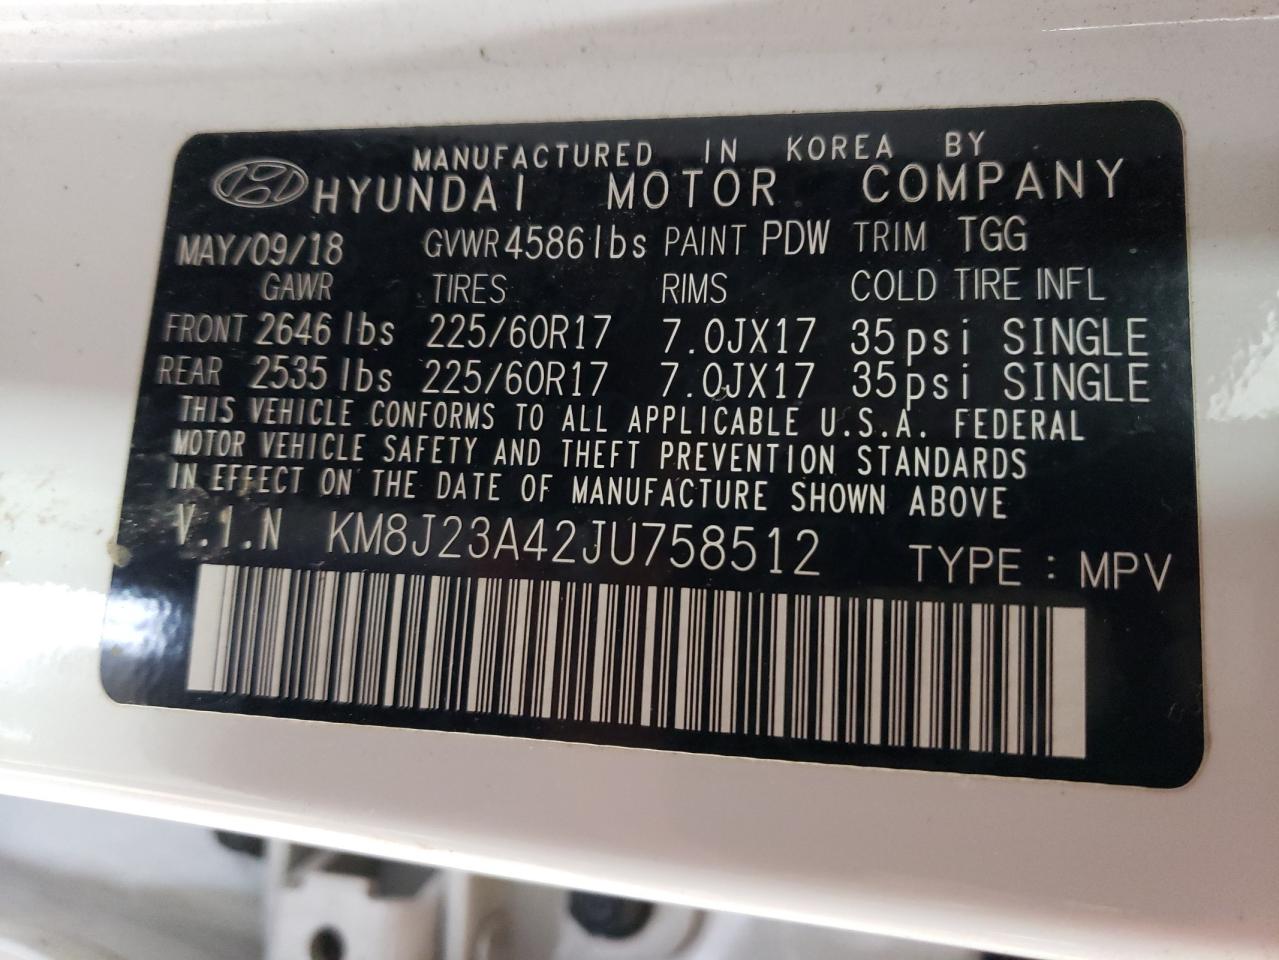 MANUFACTURED IN KOREA BY
HYUNDAI MOTOR COMPANY
MAY/09/18 GVWR 4586lbs PAINT PDW TRIM TGG
GAWR TIRES RIMS COLD TIRE INFL
FRONT 2646 lbs 225/60R17 7.0JX17 35psi SINGLE
REAR 2535 lbs 225/60R17 7.0JX17 35psi SINGLE
THIS VEHICLE CONFORMS TO ALL APPLICABLE U.S.A. FEDERAL
MOTOR VEHICLE SAFETY AND THEFT PREVENTION STANDARDS
IN EFFECT ON THE DATE OF MANUFACTURE SHOWN ABOVE
V.I.N KM8J23A42JU758512 TYPE : MPV